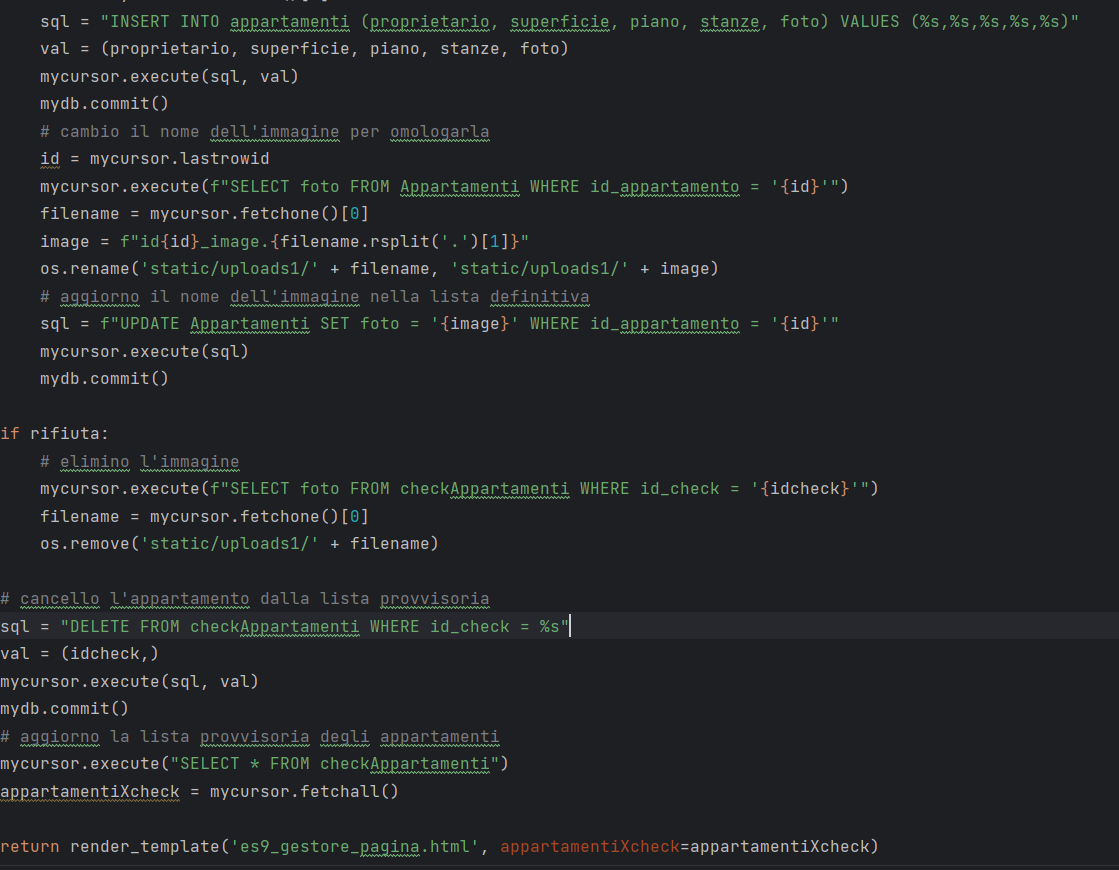 sql = "INSERT INTO appartamenti (proprietario, superficie, piano, stanze, foto) VALUES (%s,%s,%s,%s,%s)"
val = (proprietario, superficie, piano, stanze, foto)
mycursor.execute(sql, val)
mydb.commit()
# cambio il nome dell'immagine per omologarla
id = mycursor.lastrowid
mycursor.execute(f"SELECT foto FROM Appartamenti WHERE id_appartamento = '{id}'")
filename = mycursor.fetchone()[0]
image = f"id{id}_image.{filename.rsplit('.')[1]}"
os.rename('static/uploads1/' + filename, 'static/uploads1/' + image)
# aggiorno il nome dell'immagine nella lista definitiva
sql = f"UPDATE Appartamenti SET foto = '{image}' WHERE id_appartamento = '{id}'"
mycursor.execute(sql)
mydb.commit()
if rifiuta:
# elimino l'immagine
mycursor.execute(f"SELECT foto FROM checkAppartamenti WHERE id_check = '{idcheck}'")
filename = mycursor.fetchone()[0]
os.remove('static/uploads1/' + filename)
# cancello l'appartamento dalla lista provvisoria
sql = "DELETE FROM checkAppartamenti WHERE id_check = %s"
val = (idcheck,)
mycursor.execute(sql, val)
mydb.commit()
# aggiorno la lista provvisoria degli appartamenti
mycursor.execute("SELECT * FROM checkAppartamenti")
appartamentiXcheck = mycursor.fetchall()
return render_template('es9_gestore_pagina.html', appartamentiXcheck=appartamentiXcheck)